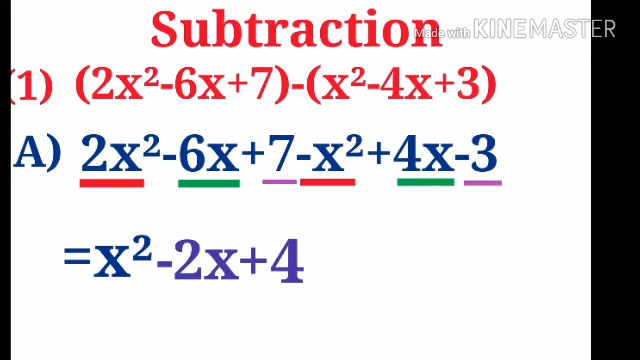 Subtraction
Made with KINEMASTER
(1) (2x²-6x+7)-(x²-4x+3)
A) 2x²-6x+7-x²+4x-3
=x²-2x+4